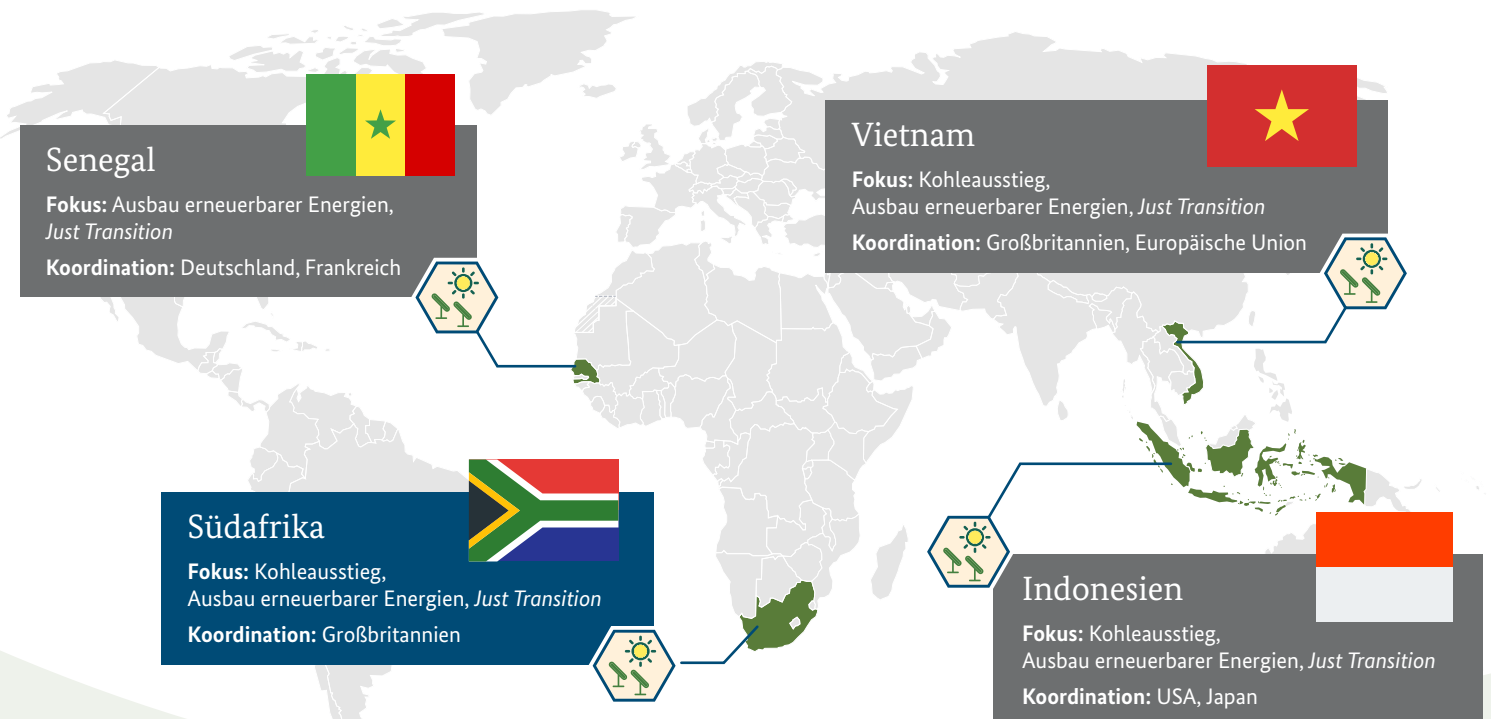 Senegal
Fokus: Ausbau erneuerbarer Energien,
Just Transition
Koordination: Deutschland, Frankreich
Vietnam
Fokus: Kohleausstieg,
Ausbau erneuerbarer Energien, Just Transition
Koordination: Großbritannien, Europäische Union
Südafrika
Fokus: Kohleausstieg,
Ausbau erneuerbarer Energien, Just Transition
Koordination: Großbritannien
Indonesien
Fokus: Kohleausstieg,
Ausbau erneuerbarer Energien, Just Transition
Koordination: USA, Japan